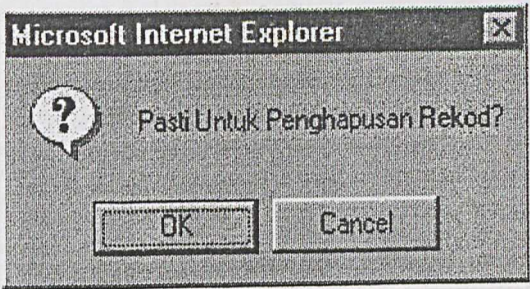 Microsoft Internet Explorer
?
Pasti Untuk Penghapusan Rekod?
OK
Cancel